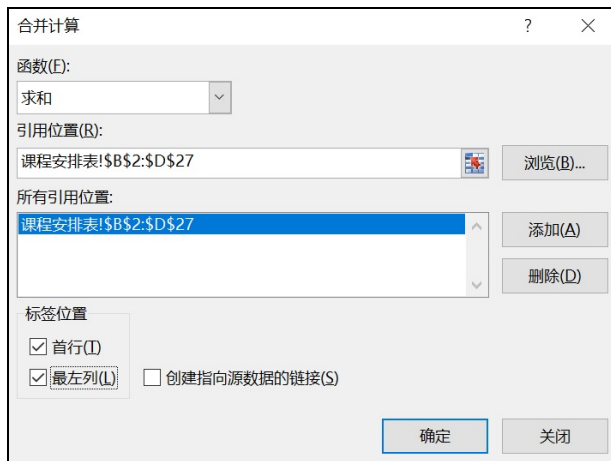 合并计算 ?
函数(F):
求和
引用位置(R):
课程安排表!$B$2:$D$27 浏览(B)...
所有引用位置:
课程安排表!$B$2:$D$27 添加(A)
删除(D)
标签位置
首行(T)
最左列(L) 创建指向源数据的链接(S)
确定 关闭